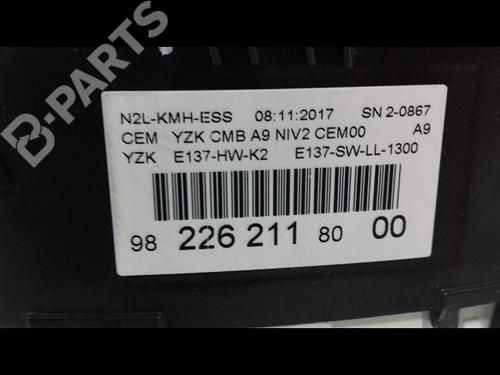 B-PARTS
N2L-KMH-ESS 08:11:2017 SN 2-0867
CEM YZK CMB A9 NIV2 CEM00 A9
YZK E137-HW-K2 E137-SW-LL-1300
98 226 211 80 00